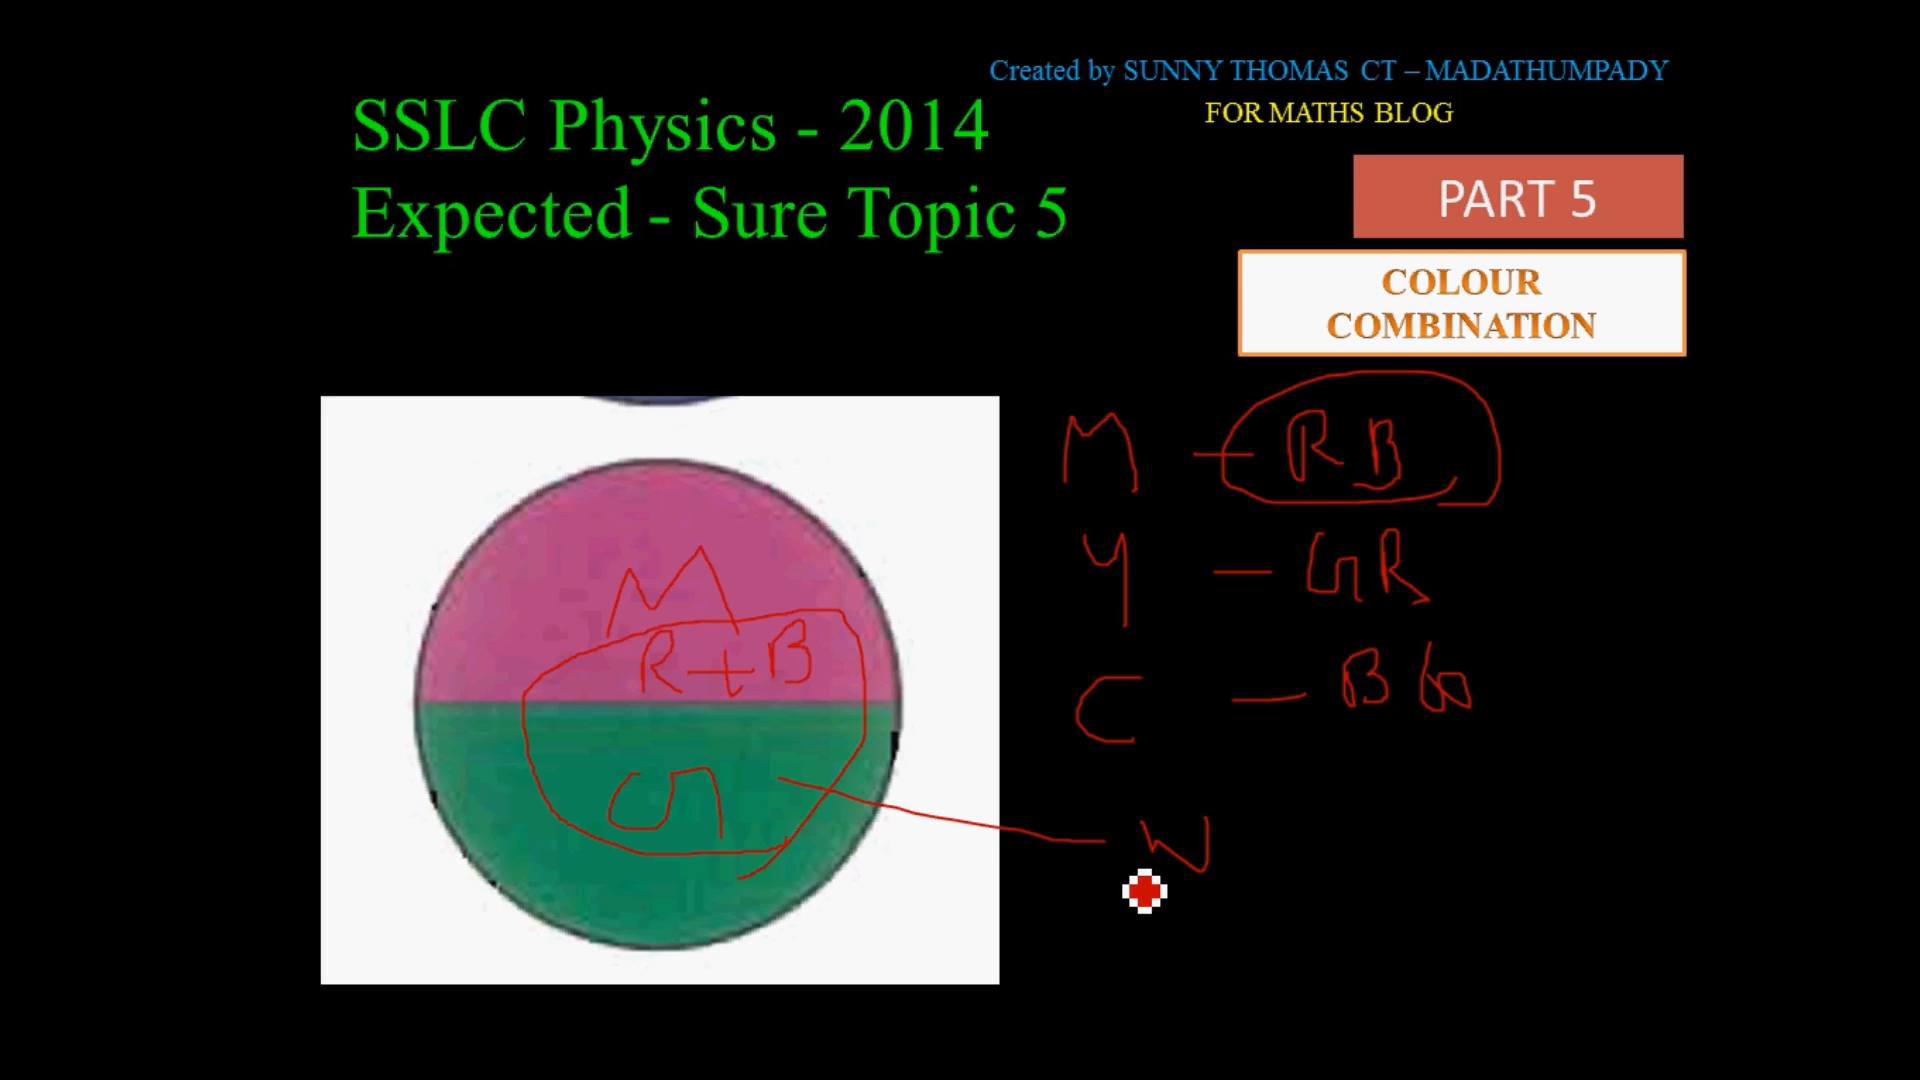 Created by SUNNY THOMAS CT – MADATHUMPADY
FOR MATHS BLOG
SSLC Physics - 2014
Expected - Sure Topic 5
PART 5
COLOUR
COMBINATION
M – RB
Y – GR
C – BG
M
R+B
G
W